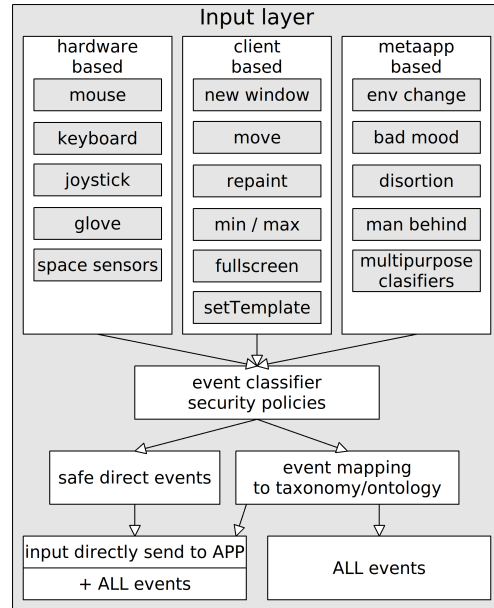 Input layer
hardware
based
mouse
keyboard
joystick
glove
space sensors
client
based
new window
move
repaint
min / max
fullscreen
setTemplate
metaapp
based
env change
bad mood
disortion
man behind
multipurpose
clasifiers
event classifier
security policies
safe direct events
event mapping
to taxonomy/ontology
input directly send to APP
+ ALL events
ALL events